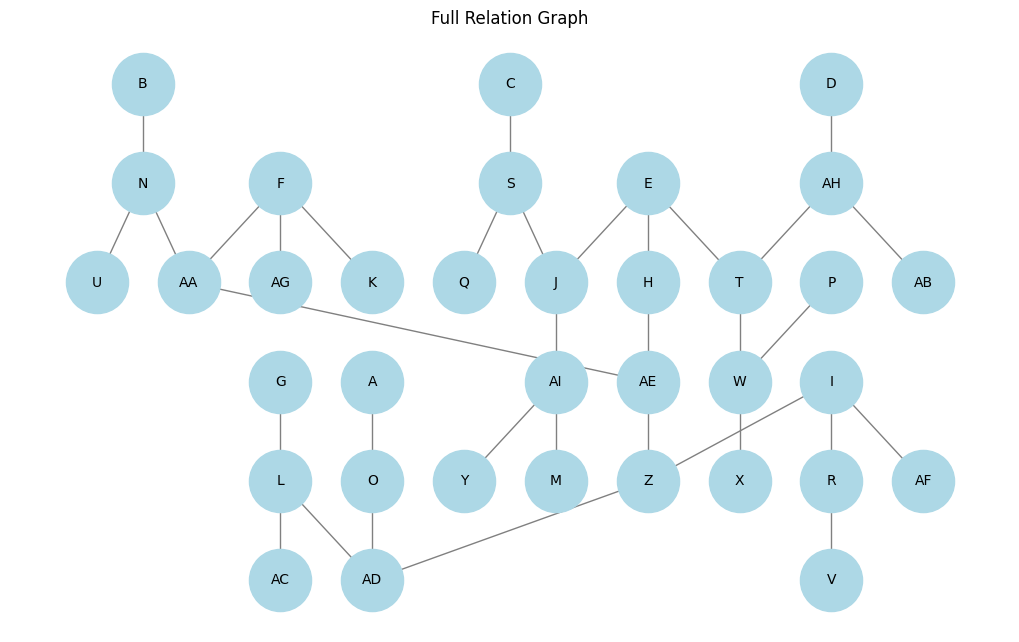 Full Relation Graph
B C D
N F S E AH
U AA AG K Q J H T P AB
G A AI AE W I
L O Y M Z X R AF
AC AD V